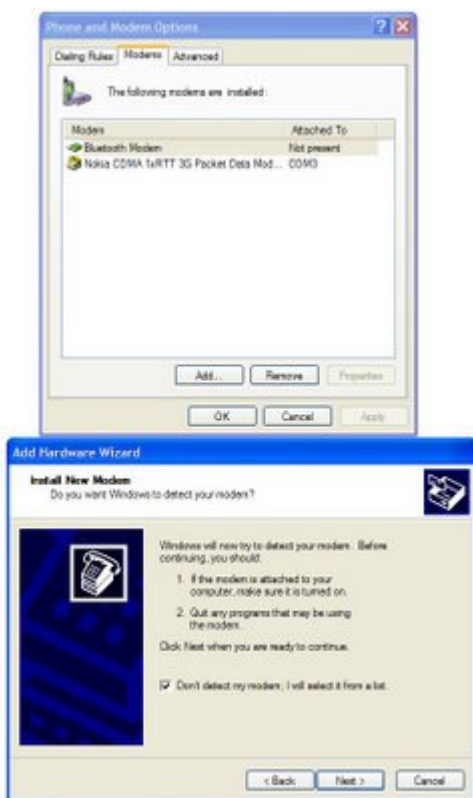 Phone and Modem Options
Dialing Rules Modems Advanced
The following modems are installed:
Modem Attached To
Bluetooth Modem Not present
Nokia CDMA 1xRTT 3G Packet Data Mod... COM3
Add... Remove Properties
OK Cancel Apply
Add Hardware Wizard
Install New Modem
Do you want Windows to detect your modem?
Windows will now try to detect your modem. Before
continuing, you should:
1. If the modem is attached to your
computer, make sure it is turned on.
2. Quit any programs that may be using
the modem.
Click Next when you are ready to continue.
Don't detect my modem; I will select it from a list.
< Back Next > Cancel